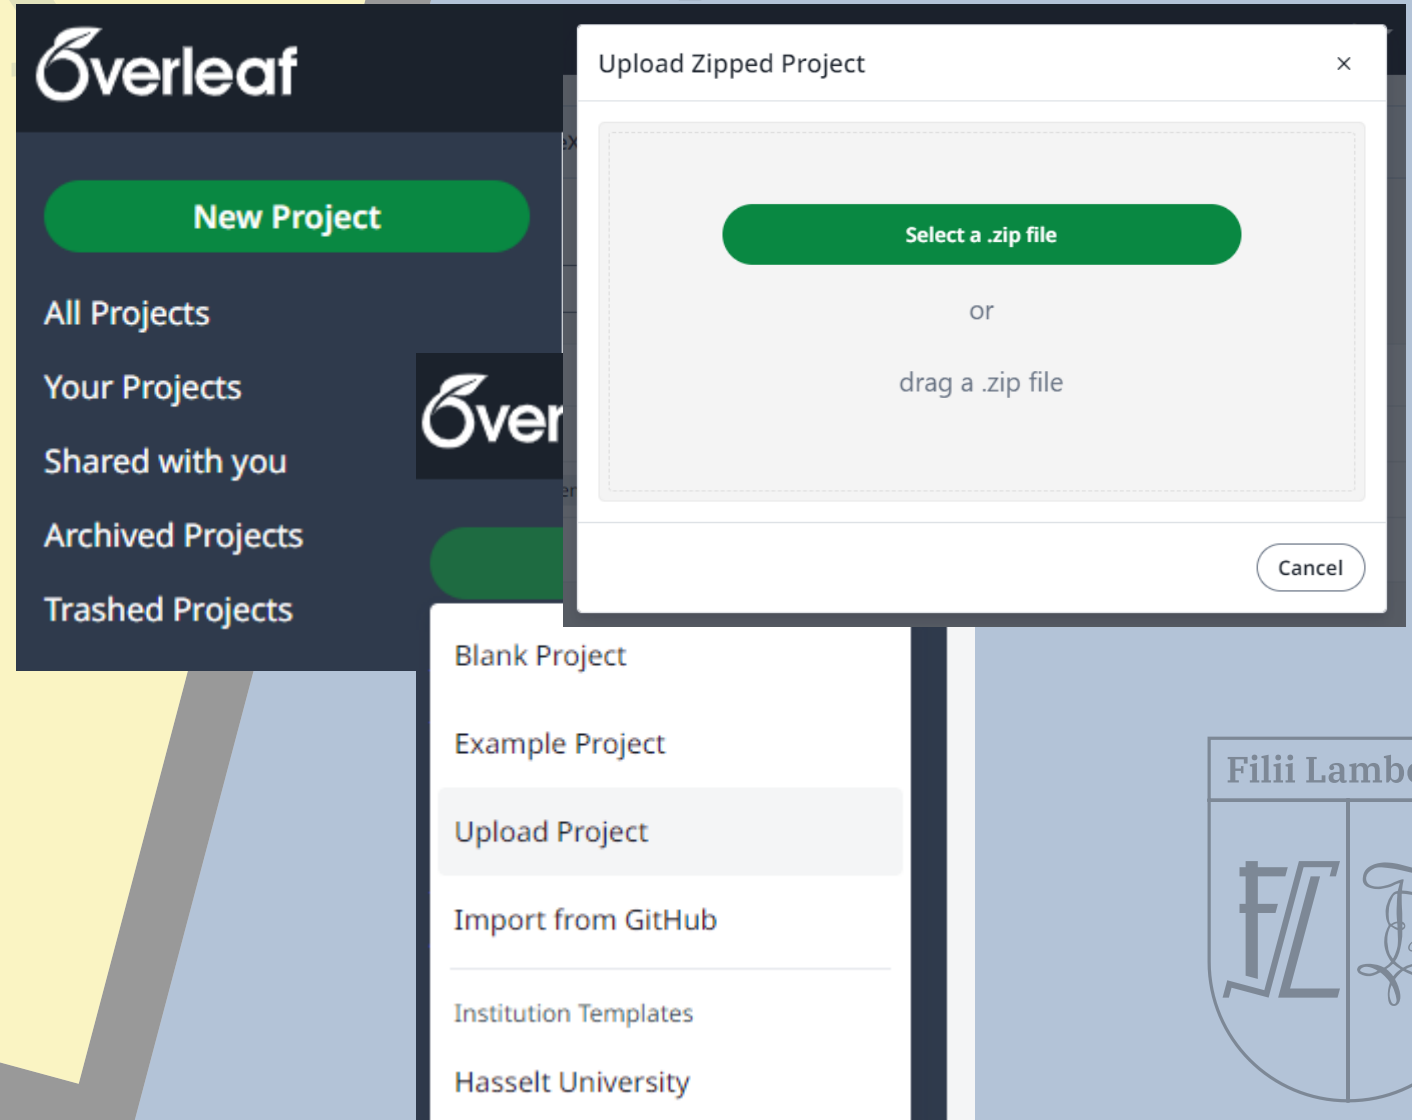 Overleaf
New Project
All Projects
Your Projects
Shared with you
Archived Projects
Trashed Projects
Over
Blank Project
Example Project
Upload Project
Import from GitHub
Institution Templates
Hasselt University
Upload Zipped Project
×
Select a .zip file
or
drag a .zip file
Cancel
Filii Lambe
FL